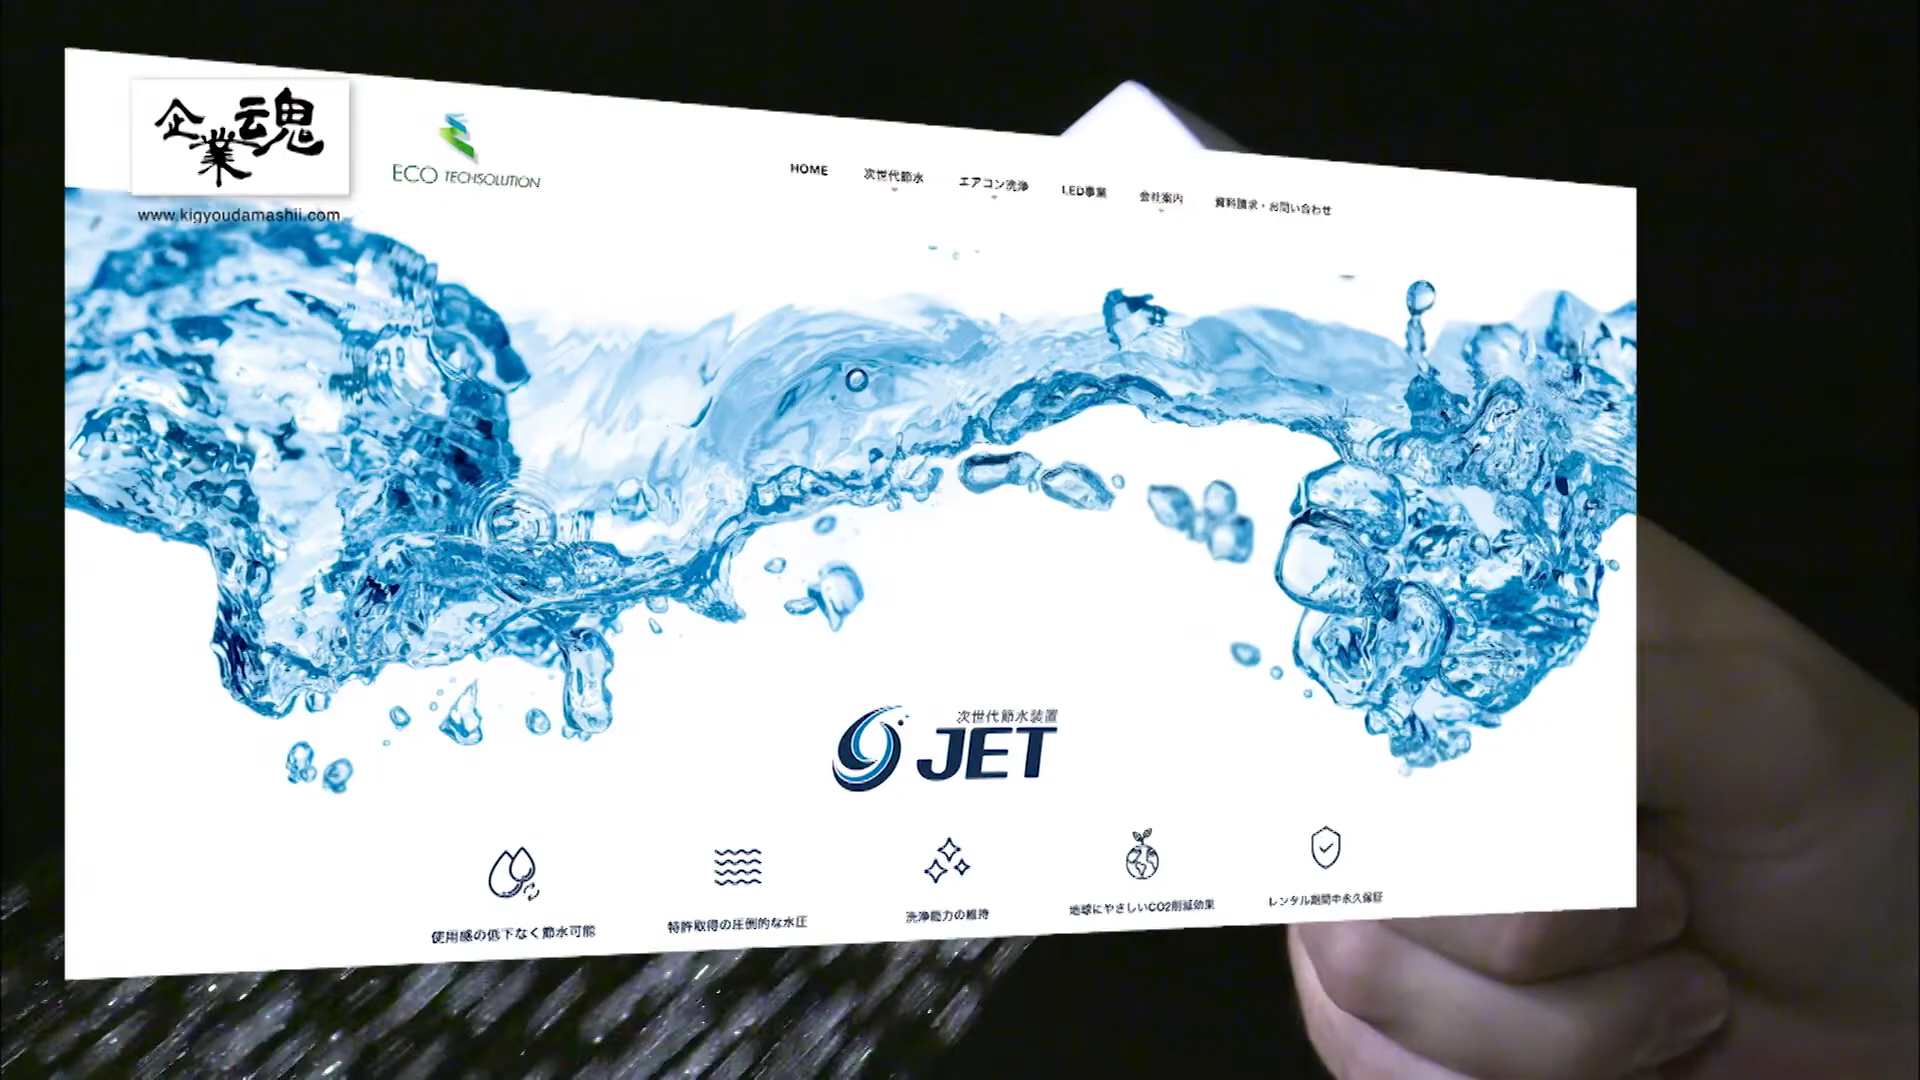 企業魂
www.kigyoudamashii.com
ECO TECHSOLUTION
HOME
次世代節水
エアコン洗浄
LED事業
会社案内
資料請求・お問い合わせ
次世代節水装置
JET
使用感の低下なく節水可能
特許取得の圧倒的な水圧
洗浄能力の維持
地球にやさしいCO2削減効果
レンタル期間中永久保証